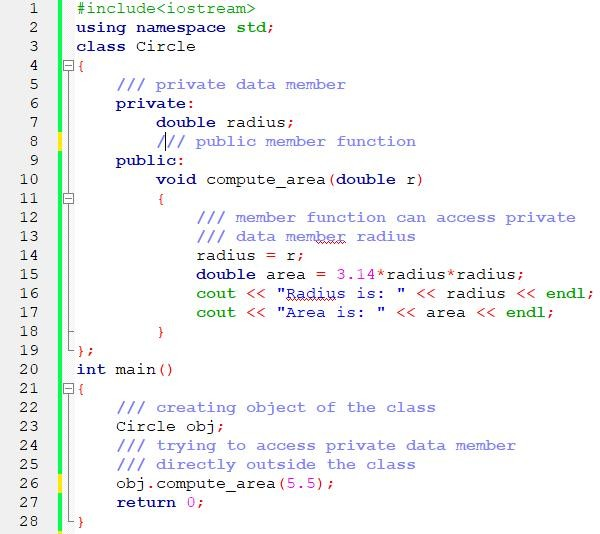 1 #include<iostream>
2 using namespace std;
3 class Circle
4 {
5 /// private data member
6 private:
7 double radius;
8 /// public member function
9 public:
10 void compute_area(double r)
11 {
12 /// member function can access private
13 /// data member radius
14 radius = r;
15 double area = 3.14*radius*radius;
16 cout << "Radius is: " << radius << endl;
17 cout << "Area is: " << area << endl;
18 }
19 };
20 int main()
21 {
22 /// creating object of the class
23 Circle obj;
24 /// trying to access private data member
25 /// directly outside the class
26 obj.compute_area(5.5);
27 return 0;
28 }